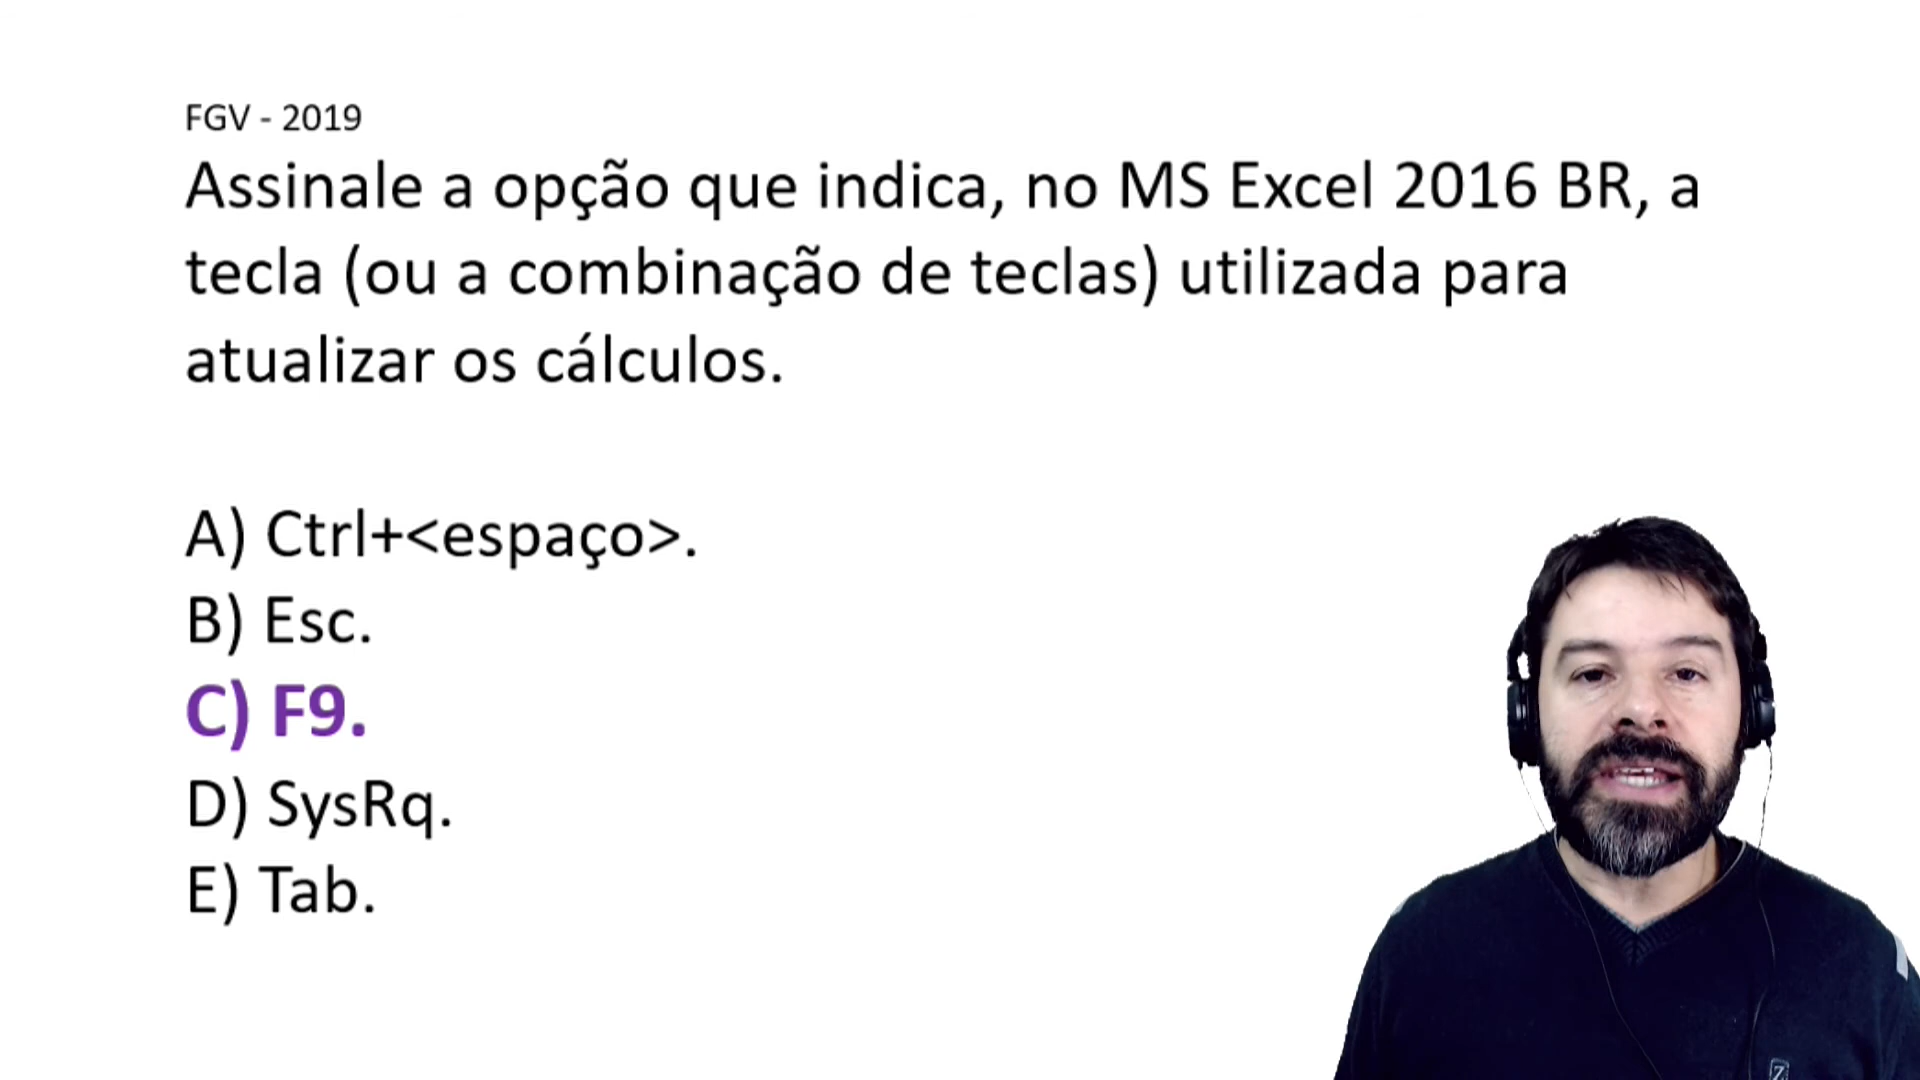 FGV - 2019
Assinale a opção que indica, no MS Excel 2016 BR, a
tecla (ou a combinação de teclas) utilizada para
atualizar os cálculos.
A) Ctrl+<espaço>.
B) Esc.
C) F9.
D) SysRq.
E) Tab.
Z